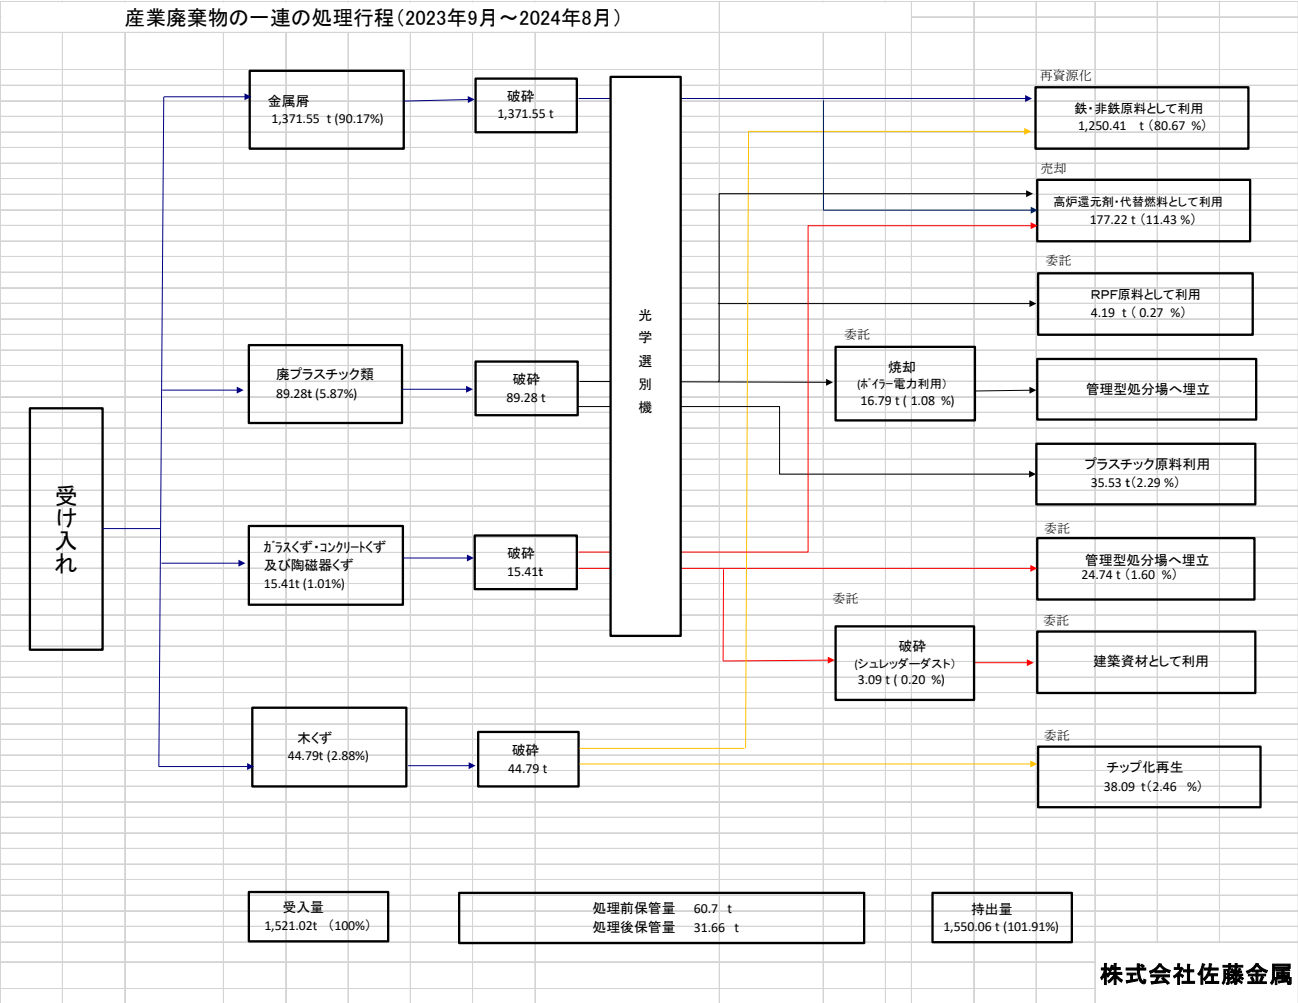 産業廃棄物の一連の処理行程(2023年9月～2024年8月)
受け入れ
金属屑
1,371.55 t (90.17%)
破砕
1,371.55 t
廃プラスチック類
89.28t (5.87%)
破砕
89.28 t
ｶﾞﾗｽくず・ｺﾝｸﾘｰﾄくず
及び陶磁器くず
15.41t (1.01%)
破砕
15.41t
木くず
44.79t (2.88%)
破砕
44.79 t
光学選別機
再資源化
鉄・非鉄原料として利用
1,250.41 t (80.67 %)
売却
高炉還元剤・代替燃料として利用
177.22 t (11.43 %)
委託
RPF原料として利用
4.19 t ( 0.27 %)
委託
焼却
(ﾎﾞｲﾗｰ電力利用)
16.79 t ( 1.08 %)
管理型処分場へ埋立
プラスチック原料利用
35.53 t(2.29 %)
委託
管理型処分場へ埋立
24.74 t (1.60 %)
委託
破砕
(シュレッダーダスト)
3.09 t ( 0.20 %)
委託
建築資材として利用
委託
チップ化再生
38.09 t(2.46 %)
受入量
1,521.02t (100%)
処理前保管量 60.7 t
処理後保管量 31.66 t
持出量
1,550.06 t (101.91%)
株式会社佐藤金属